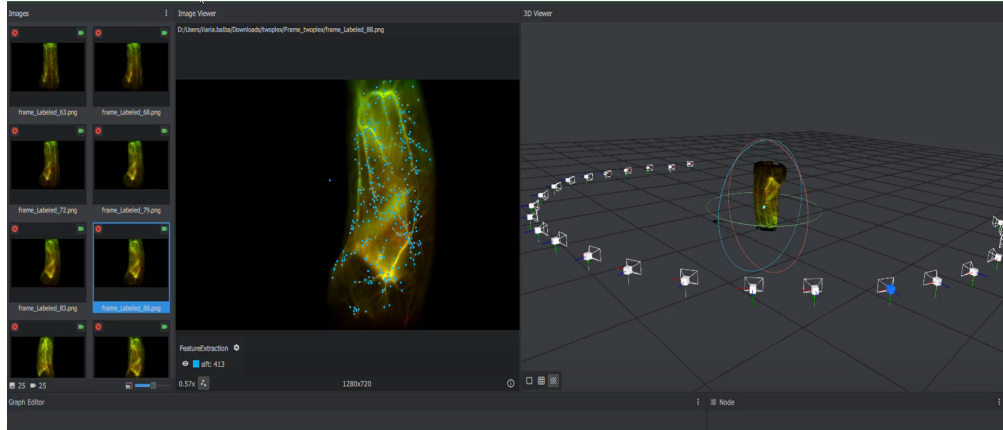 Images
Image Viewer
3D Viewer
D:/Users/ilaria.balba/Downloads/twoplex/Frame_twoplex/frame_Labeled_88.png
frame_Labeled_63.png
frame_Labeled_68.png
frame_Labeled_72.png
frame_Labeled_79.png
frame_Labeled_83.png
frame_Labeled_88.png
FeatureExtraction
sift: 413
25
25
0.57x
1280x720
Graph Editor
Node